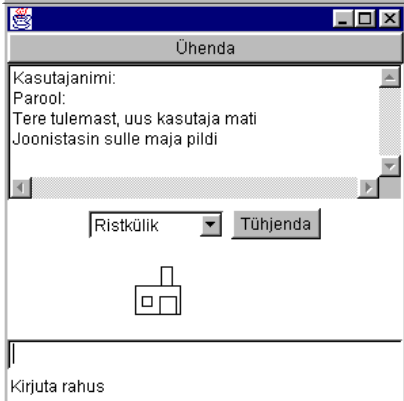 Ühenda
Kasutajanimi:
Parool:
Tere tulemast, uus kasutaja mati
Joonistasin sulle maja pildi
Ristkülik
Tühjenda
Kirjuta rahus